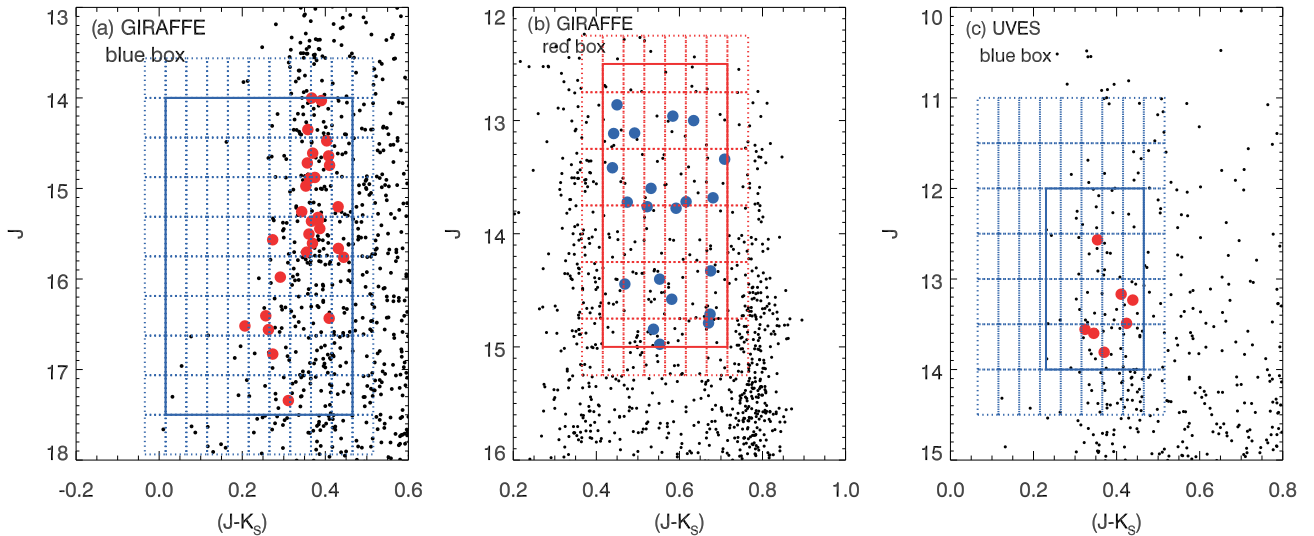 (a) GIRAFFE
blue box
13
14
15
16
17
18
J
-0.2 0.0 0.2 0.4 0.6
(J-KS)
(b) GIRAFFE
red box
12
13
14
15
16
J
0.2 0.4 0.6 0.8 1.0
(J-KS)
(c) UVES
blue box
10
11
12
13
14
15
J
0.0 0.2 0.4 0.6 0.8
(J-KS)